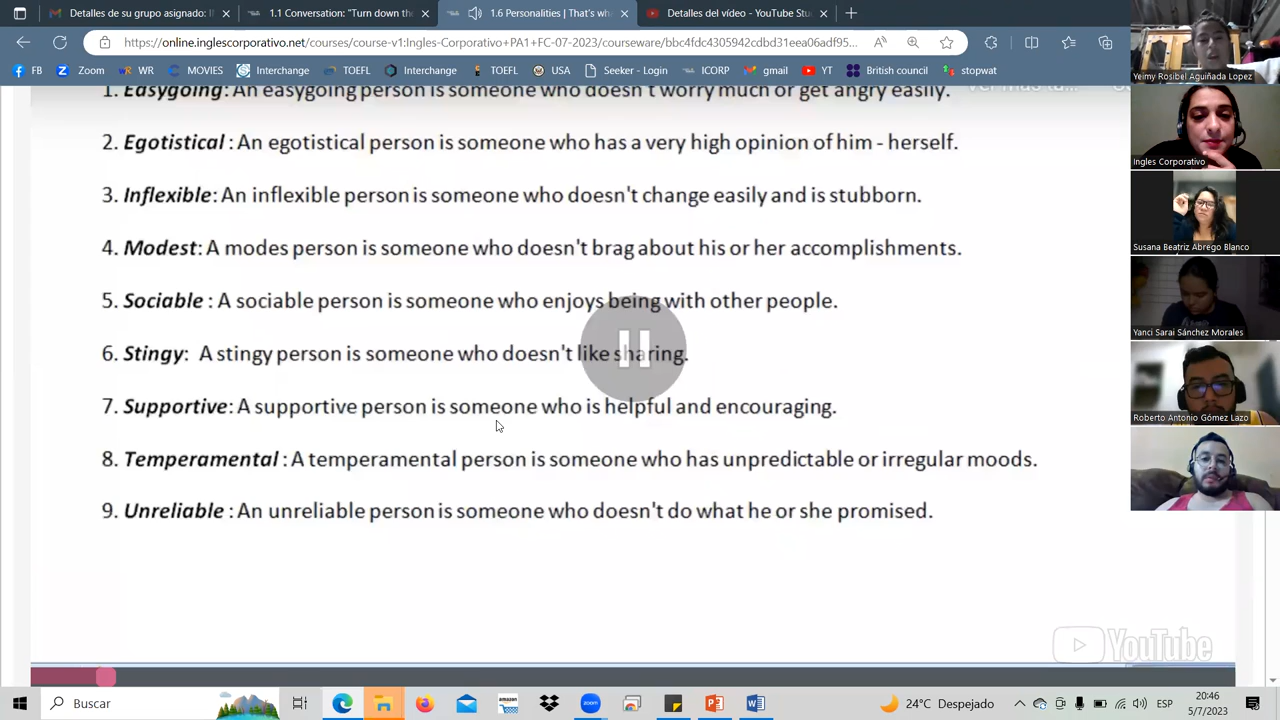 Detalles de su grupo asignado: I
1.1 Conversation: "Turn down the
1.6 Personalities | That's wha
Detalles del vídeo - YouTube Stu
https://online.inglescorporativo.net/courses/course-v1:Ingles-Corporativo+PA1+FC-07-2023/courseware/bbc4fdc4305942cdbd31eea06adf95...
FB
Zoom
WR
MOVIES
Interchange
TOEFL
Interchange
TOEFL
USA
Seeker - Login
ICORP
gmail
YT
British council
stopwat
1. Easygoing: An easygoing person is someone who doesn't worry much or get angry easily.
2. Egotistical : An egotistical person is someone who has a very high opinion of him - herself.
3. Inflexible: An inflexible person is someone who doesn't change easily and is stubborn.
4. Modest: A modes person is someone who doesn't brag about his or her accomplishments.
5. Sociable : A sociable person is someone who enjoys being with other people.
6. Stingy: A stingy person is someone who doesn't like sharing.
7. Supportive: A supportive person is someone who is helpful and encouraging.
8. Temperamental : A temperamental person is someone who has unpredictable or irregular moods.
9. Unreliable : An unreliable person is someone who doesn't do what he or she promised.
YouTube
Yeimy Rosibel Aguiñada Lopez
Ingles Corporativo
Susana Beatriz Abrego Blanco
Yanci Saraí Sánchez Morales
Roberto Antonio Gómez Lazo
Buscar
amazon
zoom
24°C Despejado
ESP
20:46
5/7/2023